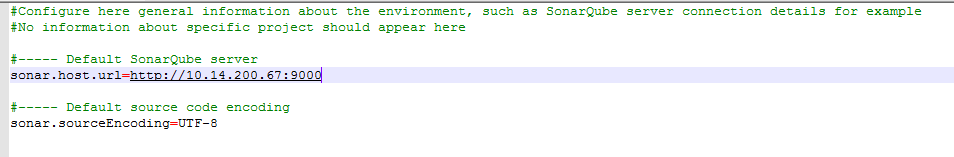 #Configure here general information about the environment, such as SonarQube server connection details for example
#No information about specific project should appear here
#----- Default SonarQube server
sonar.host.url=http://10.14.200.67:9000
#----- Default source code encoding
sonar.sourceEncoding=UTF-8